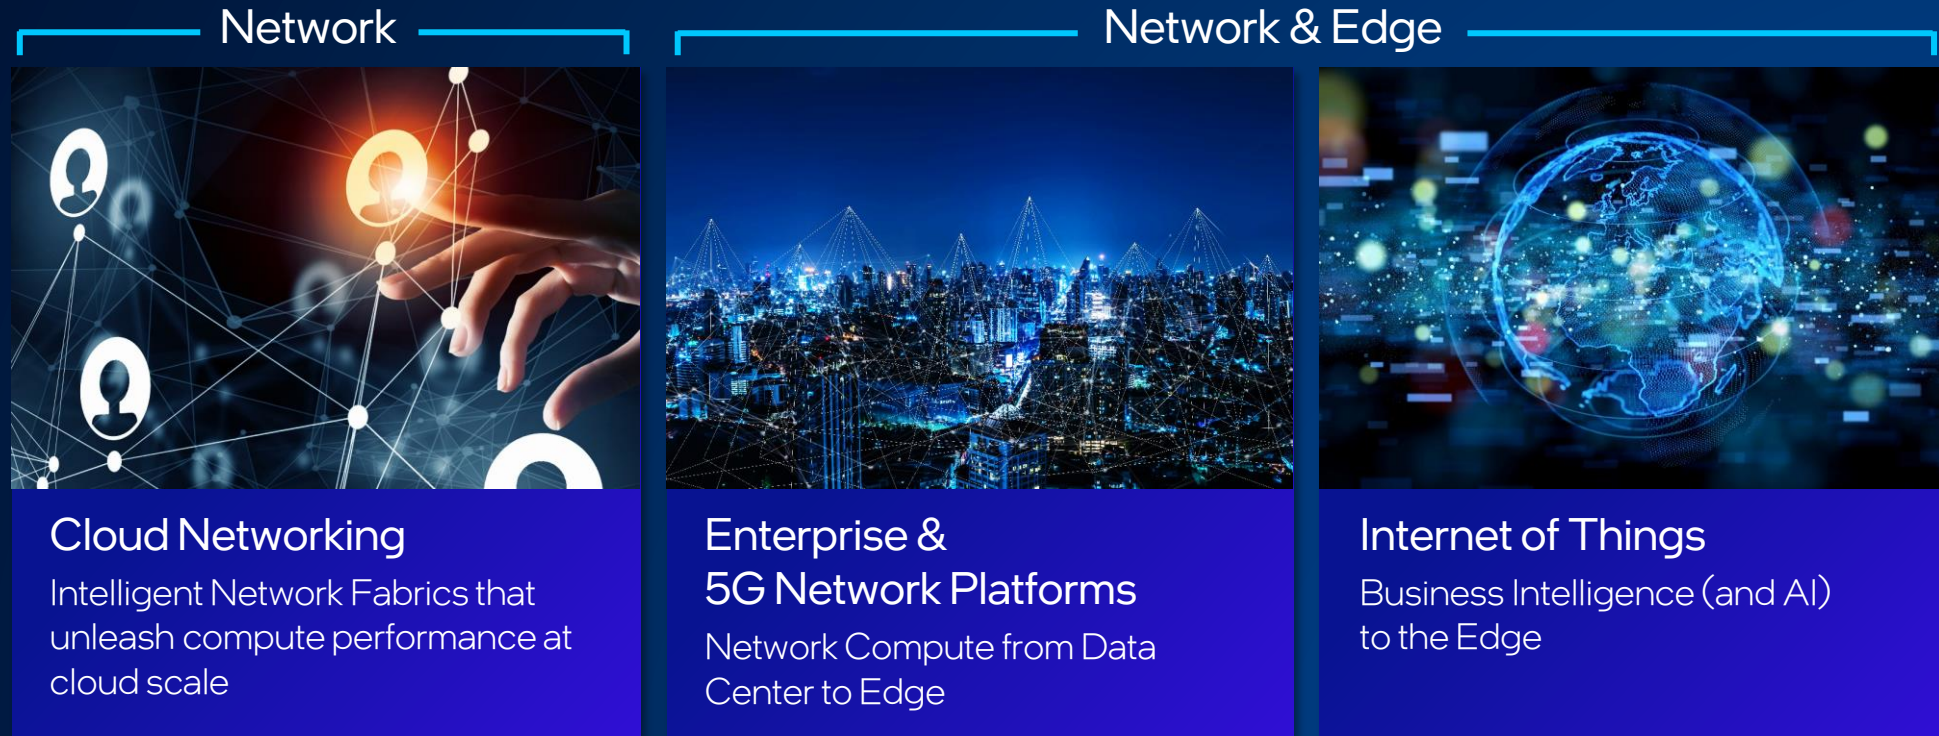 Network
Network & Edge
Cloud Networking
Intelligent Network Fabrics that
unleash compute performance at
cloud scale
Enterprise &
5G Network Platforms
Network Compute from Data
Center to Edge
Internet of Things
Business Intelligence (and AI)
to the Edge